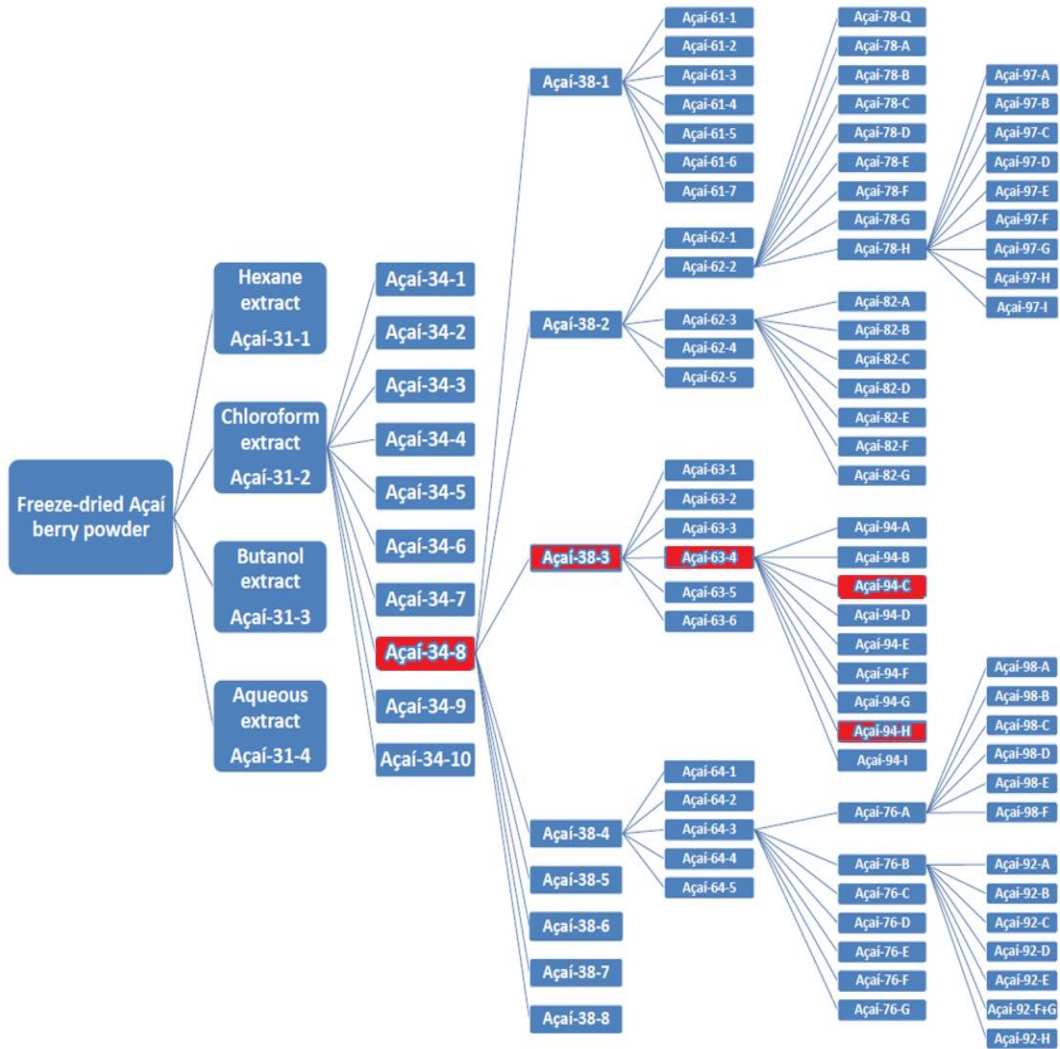 Freeze-dried Açaí
berry powder
Hexane
extract
Açaí-31-1
Chloroform
extract
Açaí-31-2
Butanol
extract
Açaí-31-3
Aqueous
extract
Açaí-31-4
Açaí-34-1
Açaí-34-2
Açaí-34-3
Açaí-34-4
Açaí-34-5
Açaí-34-6
Açaí-34-7
Açaí-34-8
Açaí-34-9
Açaí-34-10
Açaí-38-1
Açaí-38-2
Açaí-38-3
Açaí-38-4
Açaí-38-5
Açaí-38-6
Açaí-38-7
Açaí-38-8
Açaí-61-1
Açaí-61-2
Açaí-61-3
Açaí-61-4
Açaí-61-5
Açaí-61-6
Açaí-61-7
Açaí-62-1
Açaí-62-2
Açaí-62-3
Açaí-62-4
Açaí-62-5
Açaí-63-1
Açaí-63-2
Açaí-63-3
Açaí-63-4
Açaí-63-5
Açaí-63-6
Açaí-64-1
Açaí-64-2
Açaí-64-3
Açaí-64-4
Açaí-64-5
Açaí-78-Q
Açaí-78-A
Açaí-78-B
Açaí-78-C
Açaí-78-D
Açaí-78-E
Açaí-78-F
Açaí-78-G
Açaí-78-H
Açaí-82-A
Açaí-82-B
Açaí-82-C
Açaí-82-D
Açaí-82-E
Açaí-82-F
Açaí-82-G
Açaí-94-A
Açaí-94-B
Açaí-94-C
Açaí-94-D
Açaí-94-E
Açaí-94-F
Açaí-94-G
Açaí-94-H
Açaí-94-I
Açaí-76-A
Açaí-76-B
Açaí-76-C
Açaí-76-D
Açaí-76-E
Açaí-76-F
Açaí-76-G
Açaí-97-A
Açaí-97-B
Açaí-97-C
Açaí-97-D
Açaí-97-E
Açaí-97-F
Açaí-97-G
Açaí-97-H
Açaí-97-I
Açaí-98-A
Açaí-98-B
Açaí-98-C
Açaí-98-D
Açaí-98-E
Açaí-98-F
Açaí-92-A
Açaí-92-B
Açaí-92-C
Açaí-92-D
Açaí-92-E
Açaí-92-F+G
Açaí-92-H